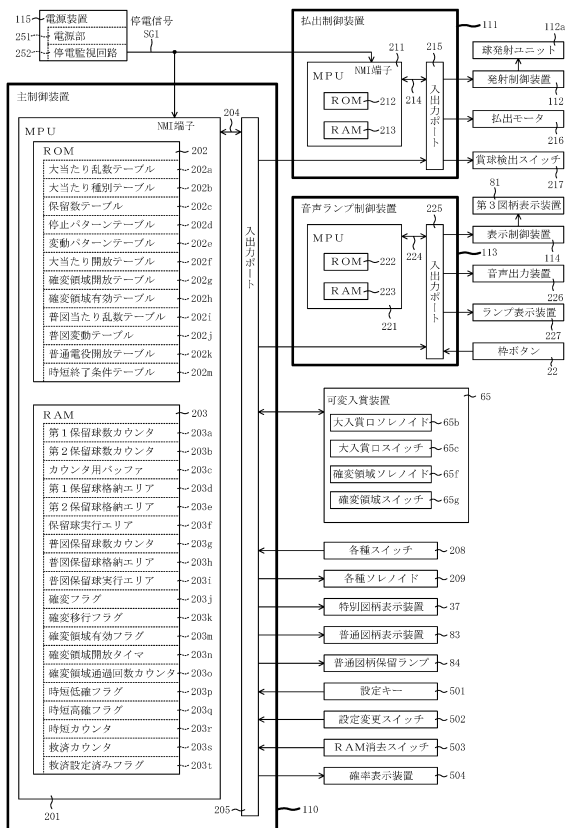 115
電源装置
251
電源部
252
停電監視回路
停電信号
SG1
主制御装置
MPU
NMI端子
204
ROM
202
大当たり乱数テーブル
202a
大当たり種別テーブル
202b
保留数テーブル
202c
停止パターンテーブル
202d
変動パターンテーブル
202e
大当たり開放テーブル
202f
確変領域開放テーブル
202g
確変領域有効テーブル
202h
普図当たり乱数テーブル
202i
普図変動テーブル
202j
普通電役開放テーブル
202k
時短終了条件テーブル
202m
RAM
203
第1保留球数カウンタ
203a
第2保留球数カウンタ
203b
カウンタ用バッファ
203c
第1保留球格納エリア
203d
第2保留球格納エリア
203e
保留球実行エリア
203f
普図保留球数カウンタ
203g
普図保留球格納エリア
203h
普図保留球実行エリア
203i
確変フラグ
203j
確変移行フラグ
203k
確変領域有効フラグ
203m
確変領域開放タイマ
203n
確変領域通過回数カウンタ
203o
時短低確フラグ
203p
時短高確フラグ
203q
時短カウンタ
203r
救済カウンタ
203s
救済設定済みフラグ
203t
201
入出力ポート
205
110
払出制御装置
111
MPU
NMI端子
211
ROM
212
RAM
213
214
215
入出力ポート
112a
球発射ユニット
発射制御装置
112
払出モータ
216
賞球検出スイッチ
217
音声ランプ制御装置
113
MPU
ROM
222
RAM
223
221
224
225
入出力ポート
81
第3図柄表示装置
表示制御装置
114
音声出力装置
226
ランプ表示装置
227
枠ボタン
22
可変入賞装置
65
大入賞口ソレノイド
65b
大入賞口スイッチ
65c
確変領域ソレノイド
65f
確変領域スイッチ
65g
各種スイッチ
208
各種ソレノイド
209
特別図柄表示装置
37
普通図柄表示装置
83
普通図柄保留ランプ
84
設定キー
501
設定変更スイッチ
502
RAM消去スイッチ
503
確率表示装置
504